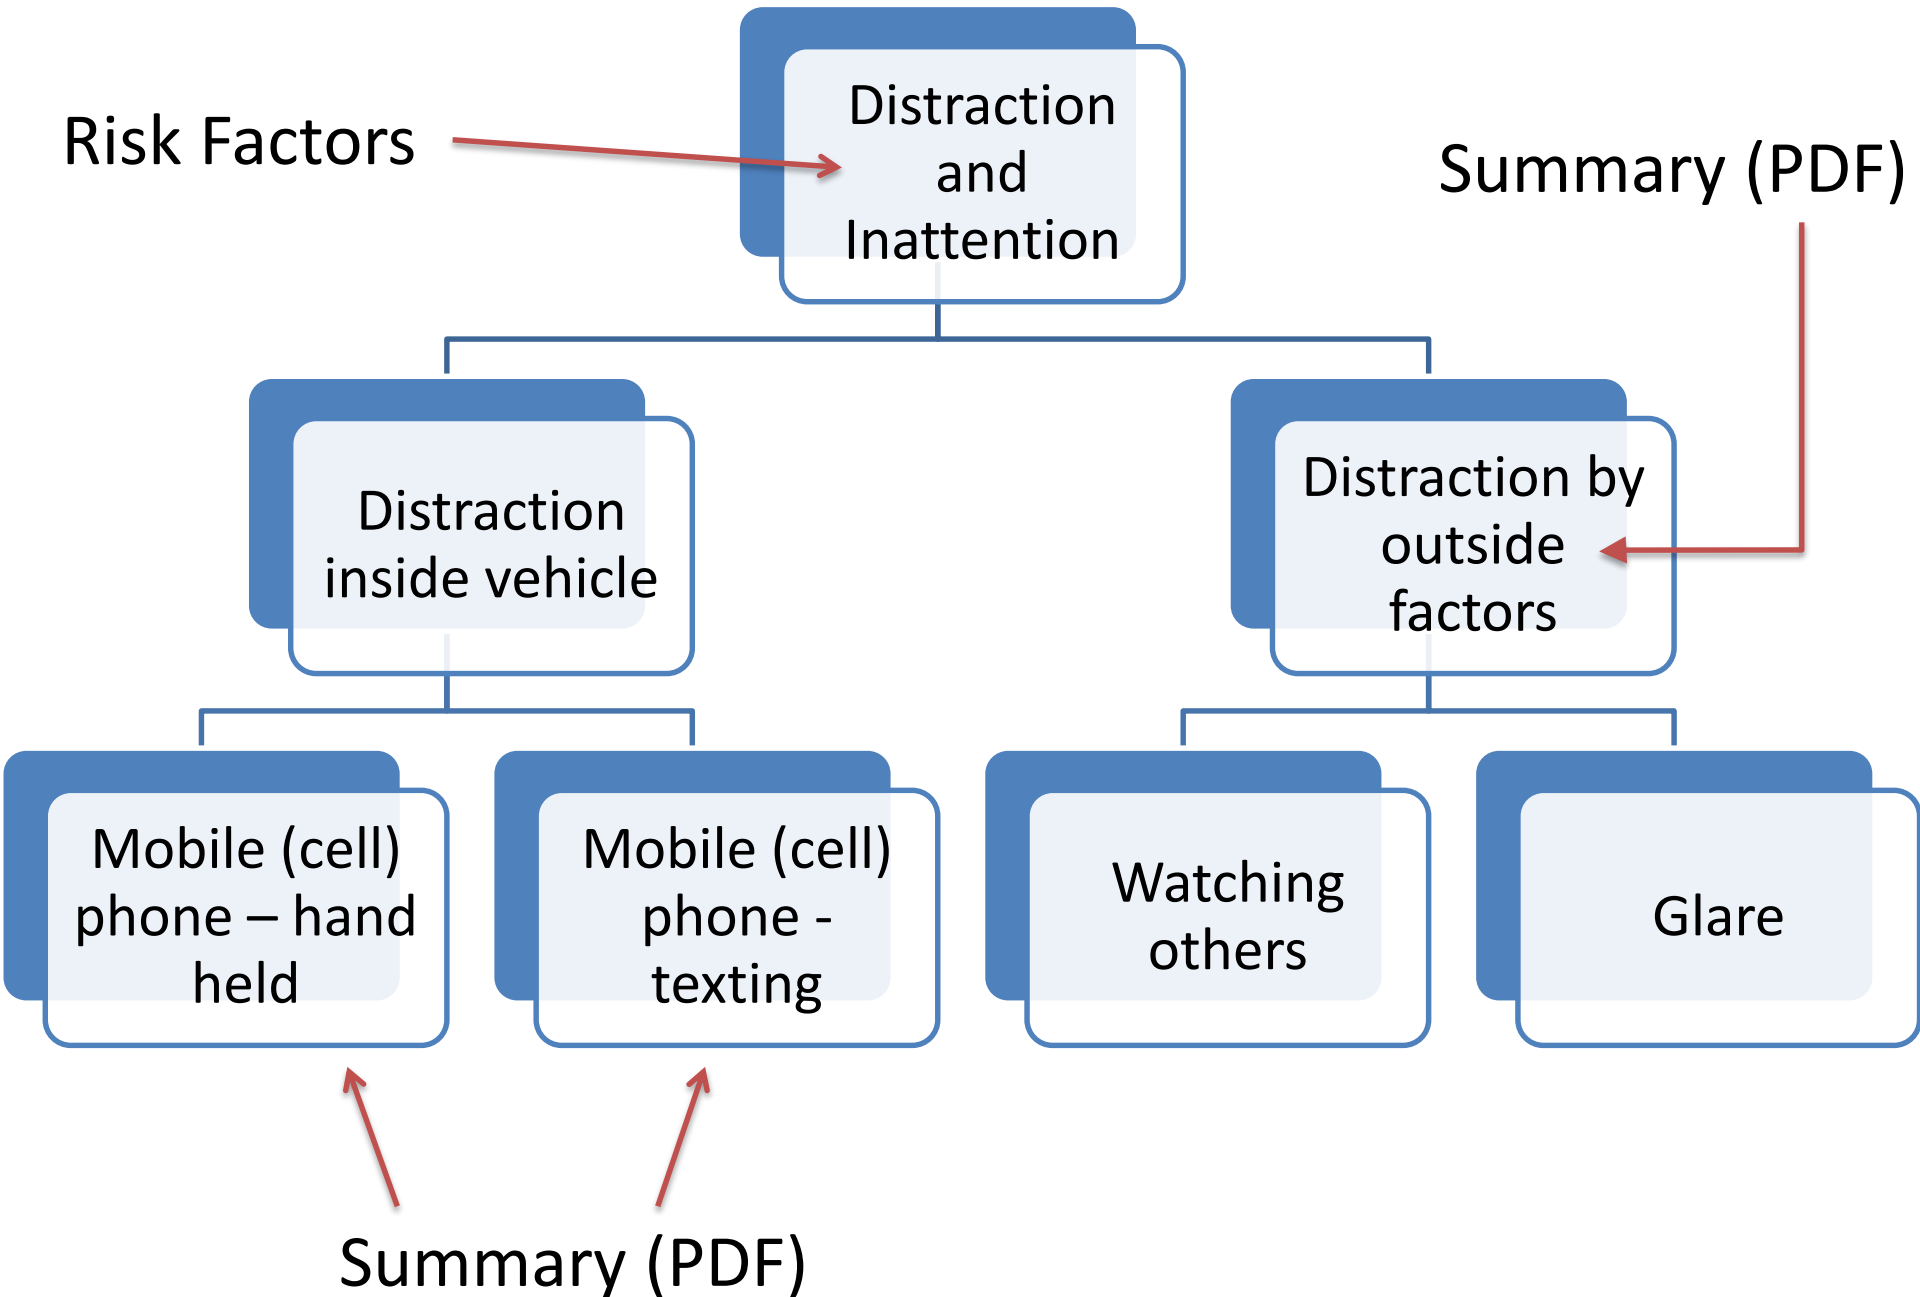 Distraction
and
Inattention
Risk Factors
Summary (PDF)
Distraction
inside vehicle
Distraction by
outside
factors
Mobile (cell)
phone – hand
held
Mobile (cell)
phone -
texting
Watching
others
Glare
Summary (PDF)